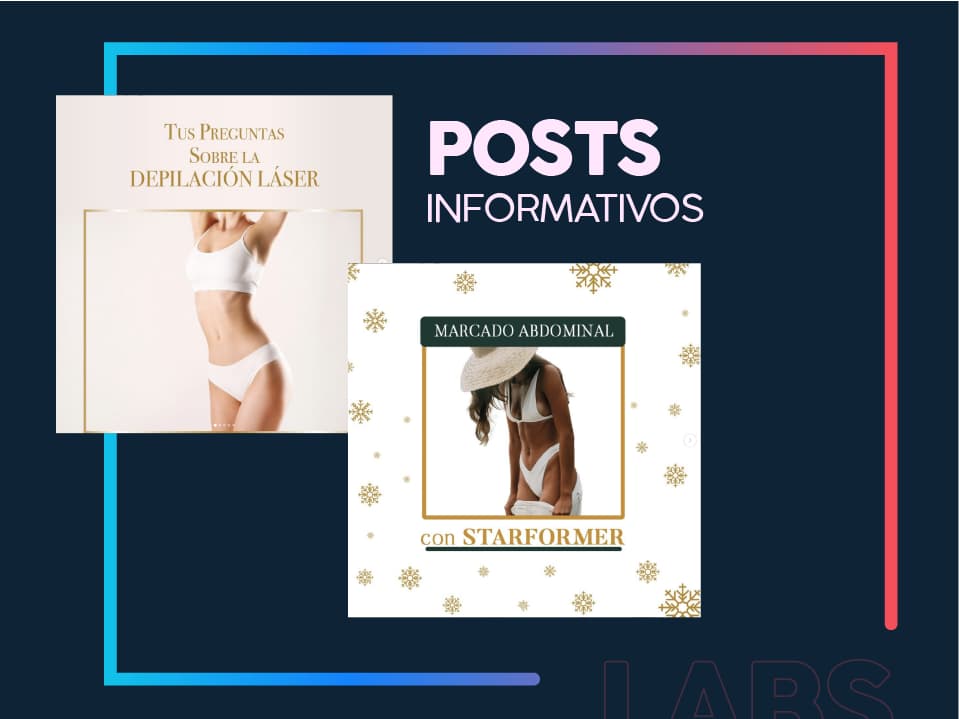 Tus Preguntas
Sobre la
DEPILACIÓN LÁSER
POSTS
INFORMATIVOS
MARCADO ABDOMINAL
con STARFORMER
LABS